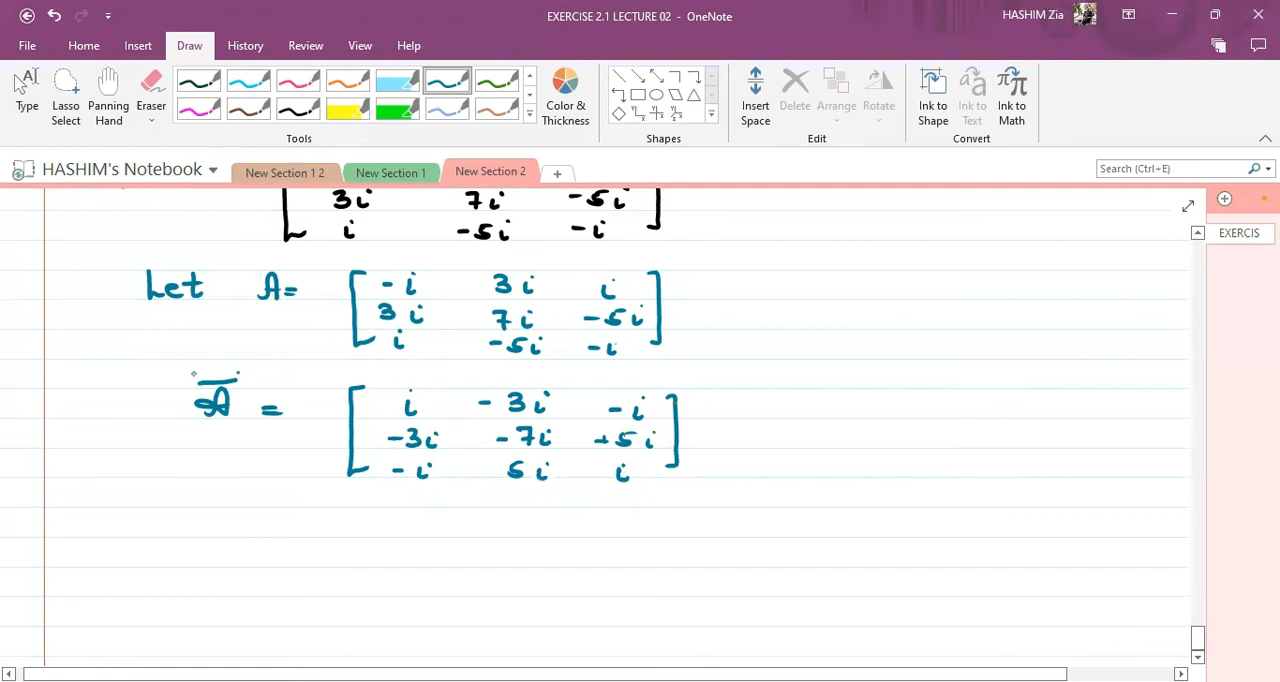 EXERCISE 2.1 LECTURE 02 - OneNote
HASHIM Zia
File Home Insert Draw History Review View Help
Type
Lasso Select
Panning Hand
Eraser
Color & Thickness
Insert Space
Delete
Arrange
Rotate
Ink to Shape
Ink to Text
Ink to Math
Tools
Shapes
Edit
Convert
HASHIM's Notebook
New Section 1 2
New Section 1
New Section 2
Search (Ctrl+E)
EXERCIS
3i 7i -5i
i -5i -i
Let A= -i 3i i
3i 7i -5i
i -5i -i
A̅ = i -3i -i
-3i -7i +5i
-i 5i i